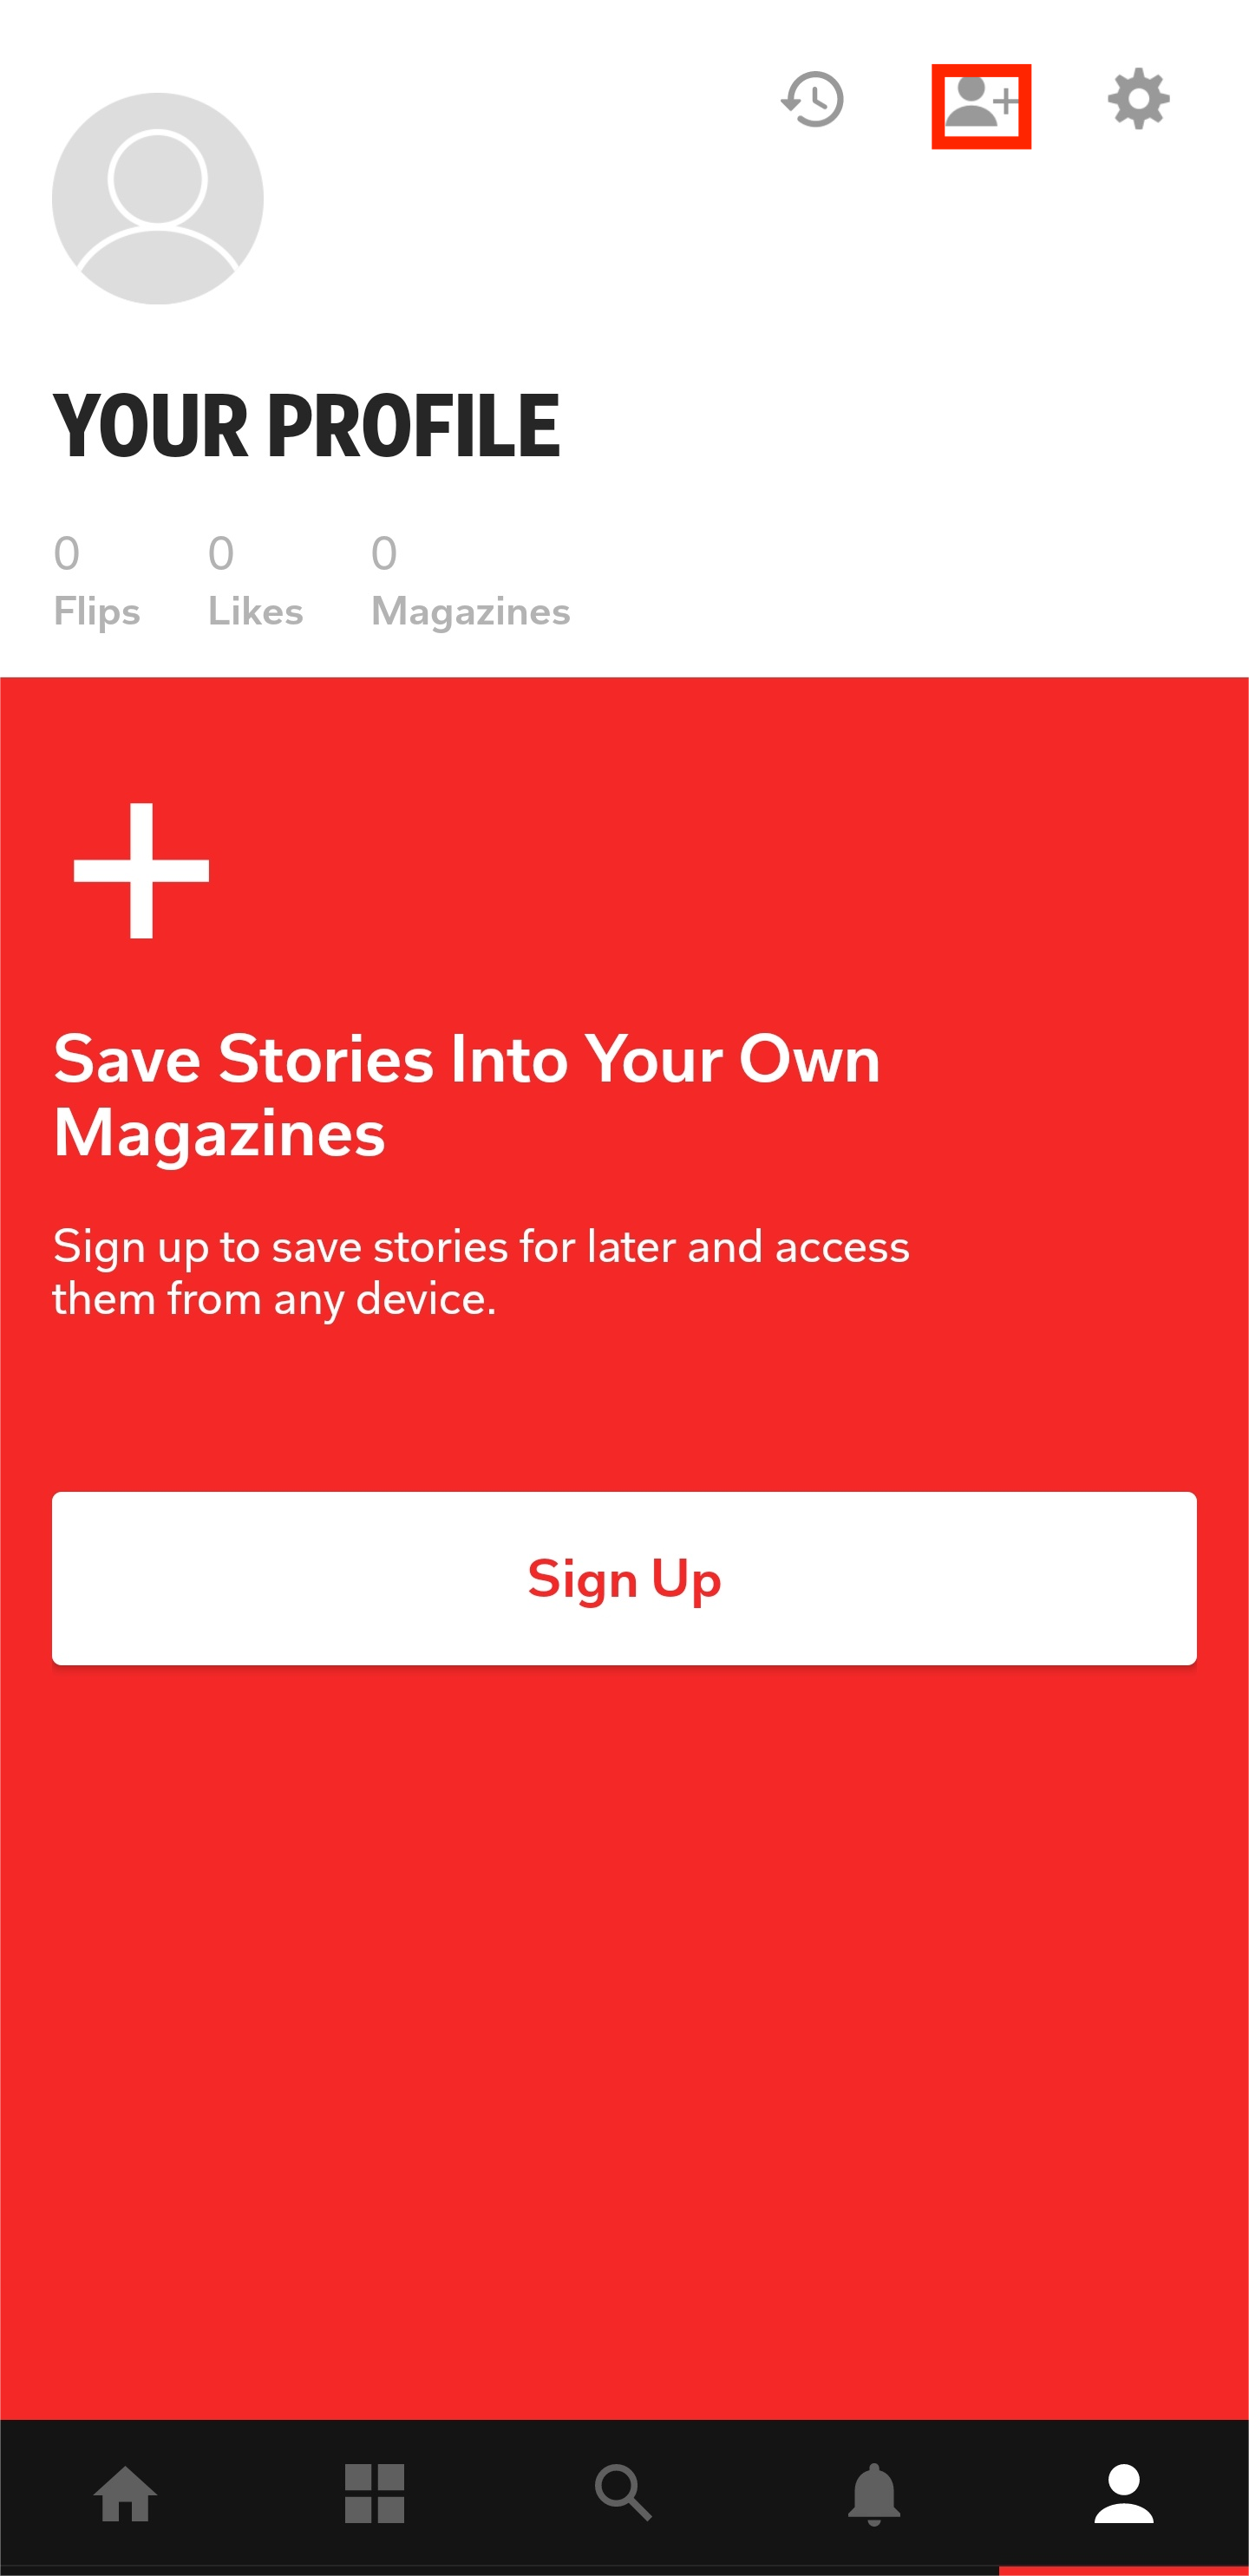 YOUR PROFILE
0 0 0
Flips Likes Magazines
Save Stories Into Your Own
Magazines
Sign up to save stories for later and access
them from any device.
Sign Up